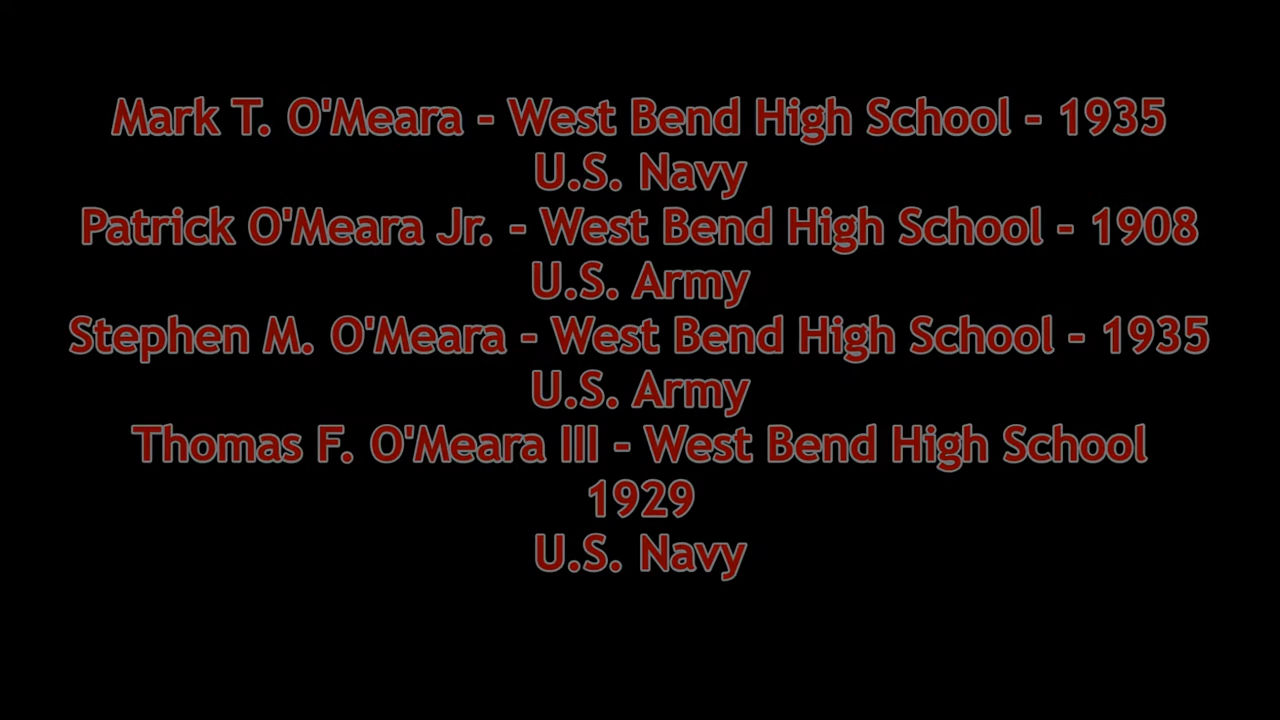 Mark T. O'Meara - West Bend High School - 1935
U.S. Navy
Patrick O'Meara Jr. - West Bend High School - 1908
U.S. Army
Stephen M. O'Meara - West Bend High School - 1935
U.S. Army
Thomas F. O'Meara III - West Bend High School
1929
U.S. Navy